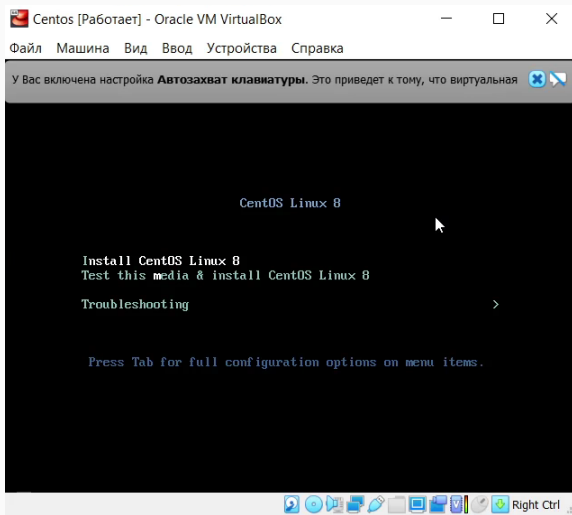 Centos [Работает] - Oracle VM VirtualBox
Файл Машина Вид Ввод Устройства Справка
У Вас включена настройка Автозахват клавиатуры. Это приведет к тому, что виртуальная
CentOS Linux 8
Install CentOS Linux 8
Test this media & install CentOS Linux 8
Troubleshooting >
Press Tab for full configuration options on menu items.
Right Ctrl